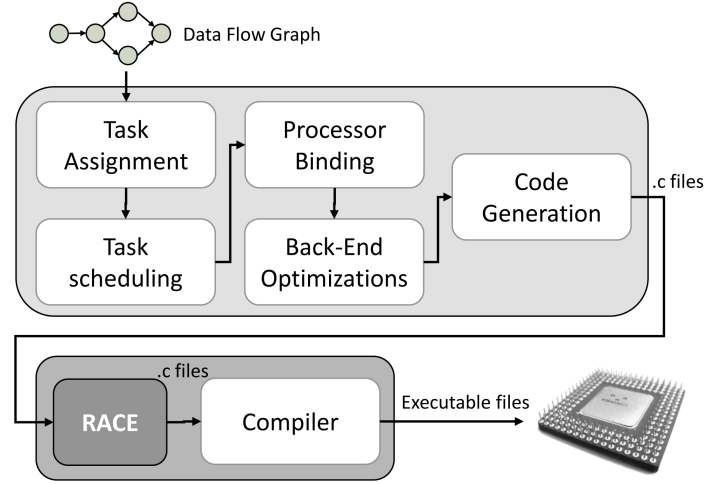 Data Flow Graph
Task
Assignment
Task
scheduling
Processor
Binding
Back-End
Optimizations
Code
Generation
.c files
RACE
.c files
Compiler
Executable files